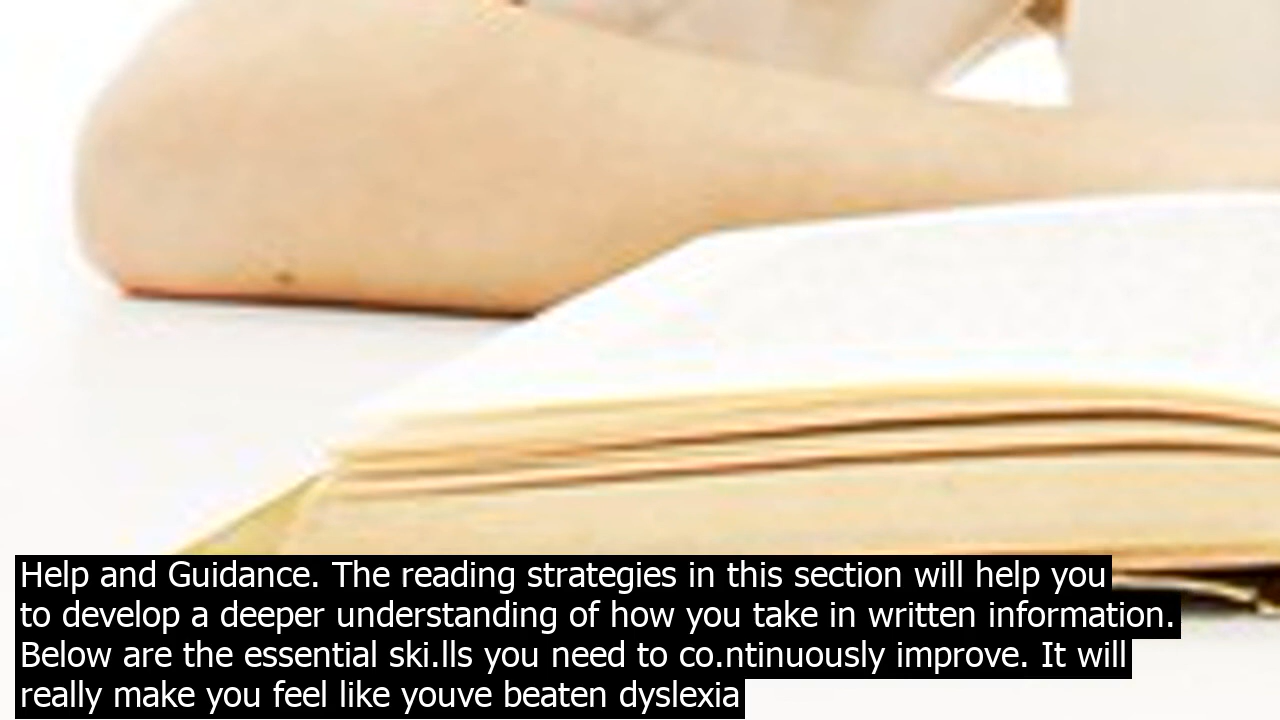 Help and Guidance. The reading strategies in this section will help you
to develop a deeper understanding of how you take in written information.
Below are the essential ski.lls you need to co.ntinuously improve. It will
really make you feel like youve beaten dyslexia